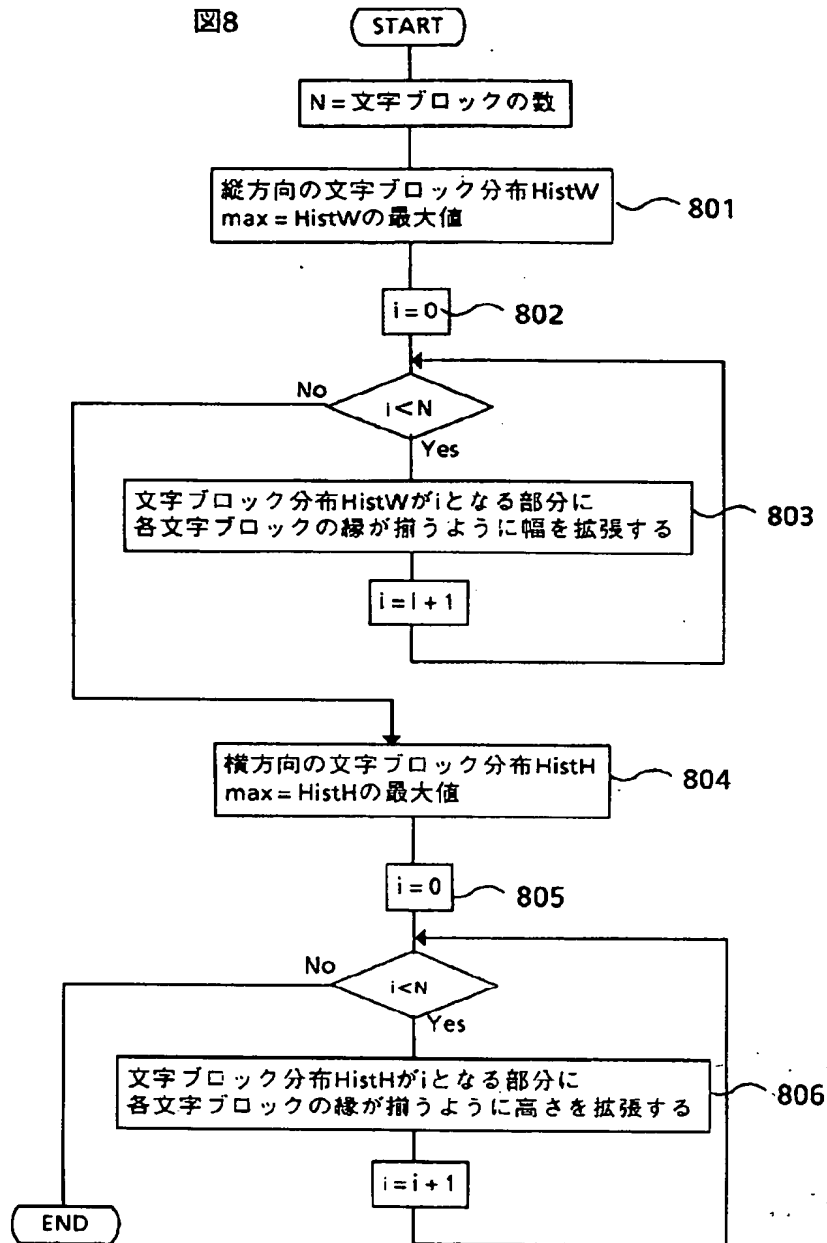 図8
START
N=文字ブロックの数
縦方向の文字ブロック分布HistW
max=HistWの最大値
801
i=0
802
No
i<N
Yes
文字ブロック分布HistWがiとなる部分に
各文字ブロックの縁が揃うように幅を拡張する
803
i=i+1
横方向の文字ブロック分布HistH
max=HistHの最大値
804
i=0
805
No
i<N
Yes
文字ブロック分布HistHがiとなる部分に
各文字ブロックの縁が揃うように高さを拡張する
806
i=i+1
END